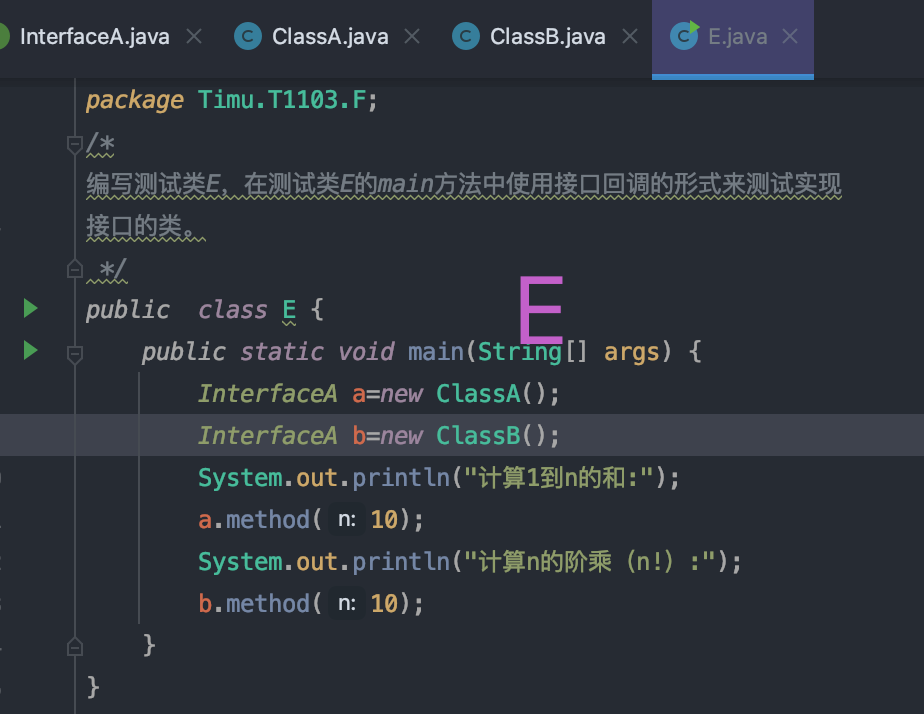 InterfaceA.java
ClassA.java
ClassB.java
E.java
package Timu.T1103.F;
/*
编写测试类E，在测试类E的main方法中使用接口回调的形式来测试实现
接口的类。
*/
public  class E {
E
public static void main(String[] args) {
InterfaceA a=new ClassA();
InterfaceA b=new ClassB();
System.out.println("计算1到n的和:");
a.method( n: 10);
System.out.println("计算n的阶乘（n!）:");
b.method( n: 10);
}
}